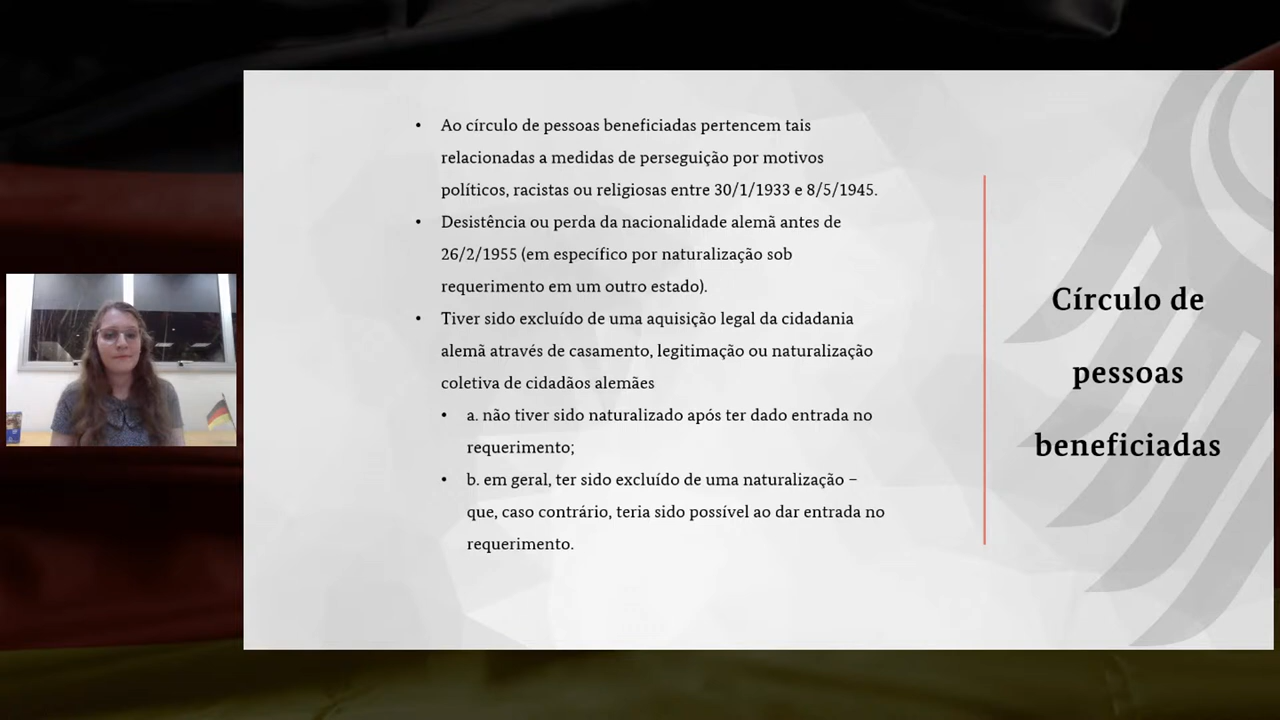 • Ao círculo de pessoas beneficiadas pertencem tais
relacionadas a medidas de perseguição por motivos
políticos, racistas ou religiosas entre 30/1/1933 e 8/5/1945.
• Desistência ou perda da nacionalidade alemã antes de
26/2/1955 (em específico por naturalização sob
requerimento em um outro estado).
• Tiver sido excluído de uma aquisição legal da cidadania
alemã através de casamento, legitimação ou naturalização
coletiva de cidadãos alemães
• a. não tiver sido naturalizado após ter dado entrada no
requerimento;
• b. em geral, ter sido excluído de uma naturalização –
que, caso contrário, teria sido possível ao dar entrada no
requerimento.
Círculo de
pessoas
beneficiadas